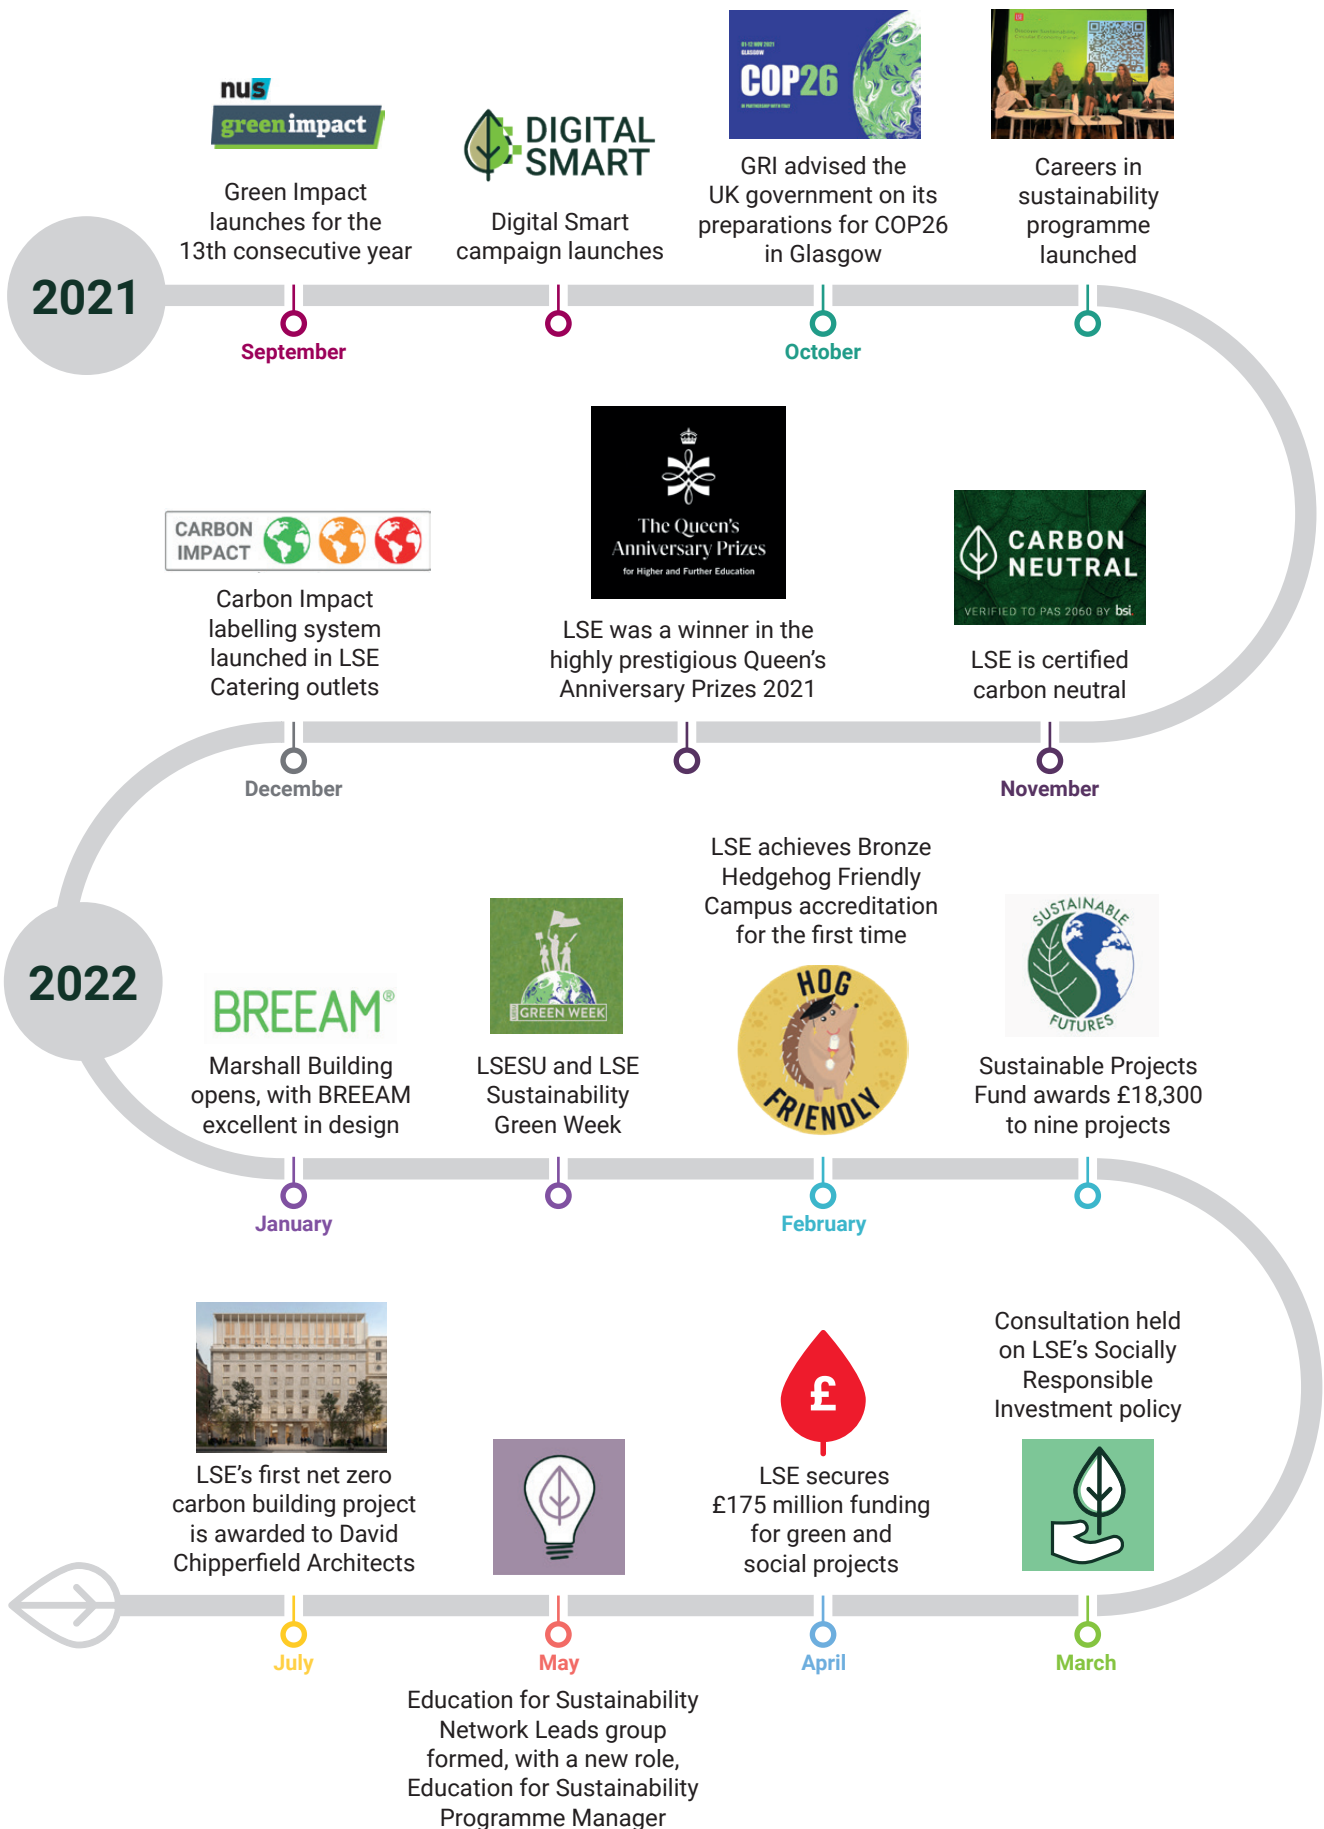 nus
greenimpact
Green Impact
launches for the
13th consecutive year
DIGITAL
SMART
Digital Smart
campaign launches
01-12 NOV 2021
GLASGOW
COP26
IN PARTNERSHIP WITH ITALY
GRI advised the
UK government on its
preparations for COP26
in Glasgow
Careers in
sustainability
programme
launched
2021
September
October
CARBON
IMPACT
Carbon Impact
labelling system
launched in LSE
Catering outlets
The Queen's
Anniversary Prizes
for Higher and Further Education
LSE was a winner in the
highly prestigious Queen's
Anniversary Prizes 2021
CARBON
NEUTRAL
VERIFIED TO PAS 2060 BY bsi.
LSE is certified
carbon neutral
December
November
2022
BREEAM®
Marshall Building
opens, with BREEAM
excellent in design
GREEN WEEK
LSESU and LSE
Sustainability
Green Week
LSE achieves Bronze
Hedgehog Friendly
Campus accreditation
for the first time
HOG
FRIENDLY
SUSTAINABLE
FUTURES
Sustainable Projects
Fund awards £18,300
to nine projects
January
February
LSE's first net zero
carbon building project
is awarded to David
Chipperfield Architects
£
LSE secures
£175 million funding
for green and
social projects
Consultation held
on LSE's Socially
Responsible
Investment policy
July
May
April
March
Education for Sustainability
Network Leads group
formed, with a new role,
Education for Sustainability
Programme Manager